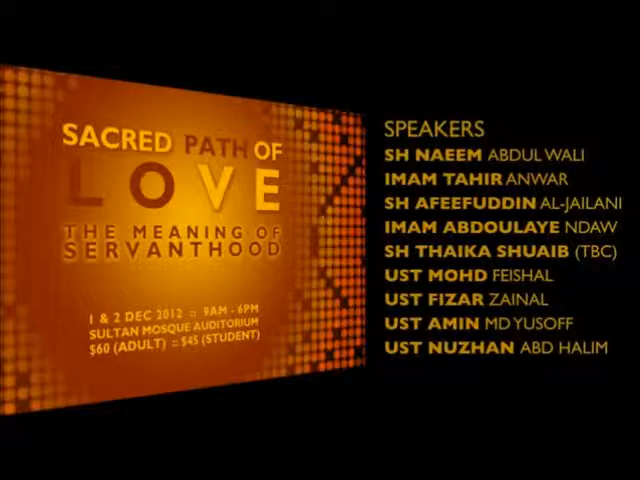 SACRED PATH OF
LOVE
THE MEANING OF
SERVANTHOOD
1 & 2 DEC 2012 :: 9AM - 6PM
SULTAN MOSQUE AUDITORIUM
$60 (ADULT) :: $45 (STUDENT)
SPEAKERS
SH NAEEM ABDUL WALI
IMAM TAHIR ANWAR
SH AFEEFUDDIN AL-JAILANI
IMAM ABDOULAYE NDAW
SH THAIKA SHUAIB (TBC)
UST MOHD FEISHAL
UST FIZAR ZAINAL
UST AMIN MD YUSOFF
UST NUZHAN ABD HALIM